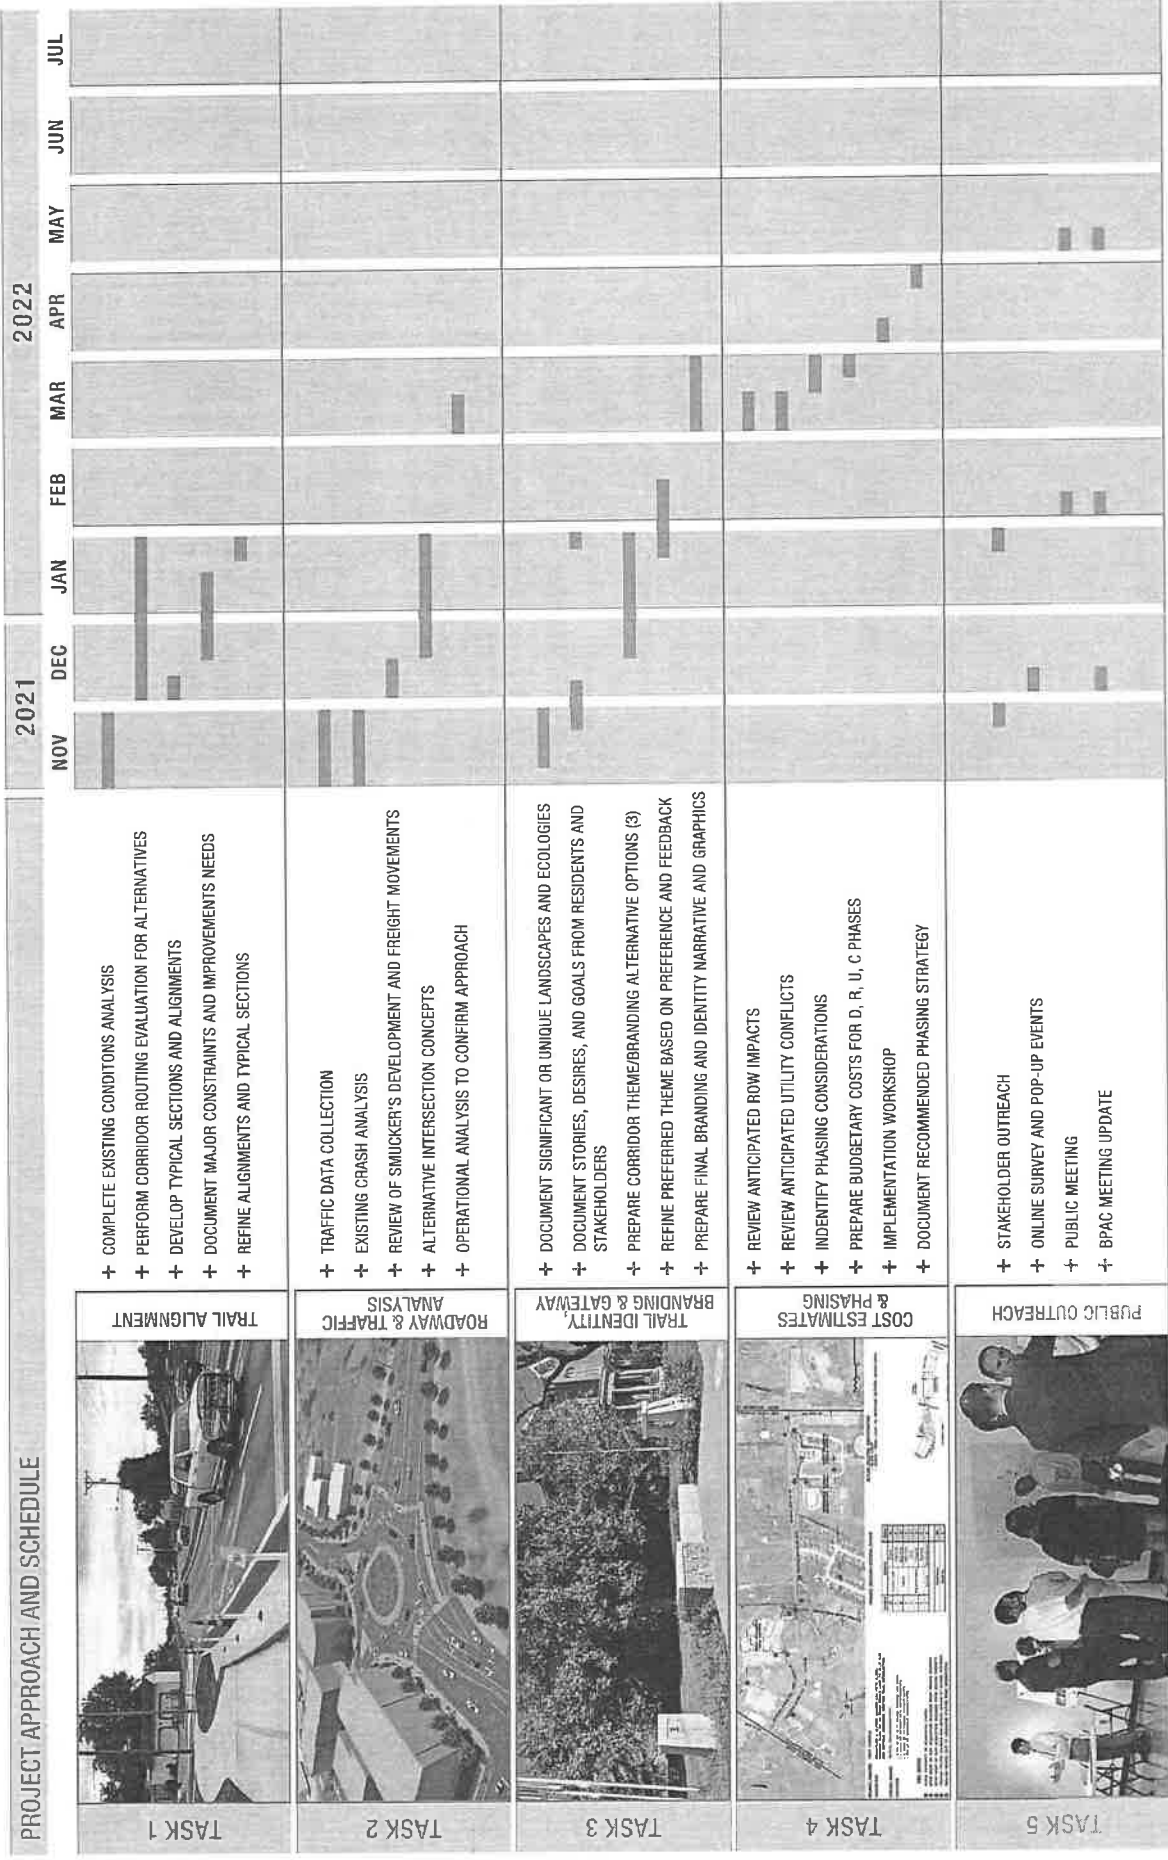 PROJECT APPROACH AND SCHEDULE
2021
2022
NOV
DEC
JAN
FEB
MAR
APR
MAY
JUN
JUL
TASK 1
TRAIL ALIGNMENT
+ COMPLETE EXISTING CONDITONS ANALYSIS
+ PERFORM CORRIDOR ROUTING EVALUATION FOR ALTERNATIVES
+ DEVELOP TYPICAL SECTIONS AND ALIGNMENTS
+ DOCUMENT MAJOR CONSTRAINTS AND IMPROVEMENTS NEEDS
+ REFINE ALIGNMENTS AND TYPICAL SECTIONS
TASK 2
ROADWAY & TRAFFIC
ANALYSIS
+ TRAFFIC DATA COLLECTION
+ EXISTING CRASH ANALYSIS
+ REVIEW OF SMUCKER'S DEVELOPMENT AND FREIGHT MOVEMENTS
+ ALTERNATIVE INTERSECTION CONCEPTS
+ OPERATIONAL ANALYSIS TO CONFIRM APPROACH
TASK 3
TRAIL IDENTITY,
BRANDING & GATEWAY
+ DOCUMENT SIGNIFICANT OR UNIQUE LANDSCAPES AND ECOLOGIES
+ DOCUMENT STORIES, DESIRES, AND GOALS FROM RESIDENTS AND
STAKEHOLDERS
+ PREPARE CORRIDOR THEME/BRANDING ALTERNATIVE OPTIONS (3)
+ REFINE PREFERRED THEME BASED ON PREFERENCE AND FEEDBACK
+ PREPARE FINAL BRANDING AND IDENTITY NARRATIVE AND GRAPHICS
TASK 4
COST ESTIMATES
& PHASING
+ REVIEW ANTICIPATED ROW IMPACTS
+ REVIEW ANTICIPATED UTILITY CONFLICTS
+ INDENTIFY PHASING CONSIDERATIONS
+ PREPARE BUDGETARY COSTS FOR D, R, U, C PHASES
+ IMPLEMENTATION WORKSHOP
+ DOCUMENT RECOMMENDED PHASING STRATEGY
TASK 5
PUBLIC OUTREACH
+ STAKEHOLDER OUTREACH
+ ONLINE SURVEY AND POP-UP EVENTS
+ PUBLIC MEETING
+ BPAC MEETING UPDATE